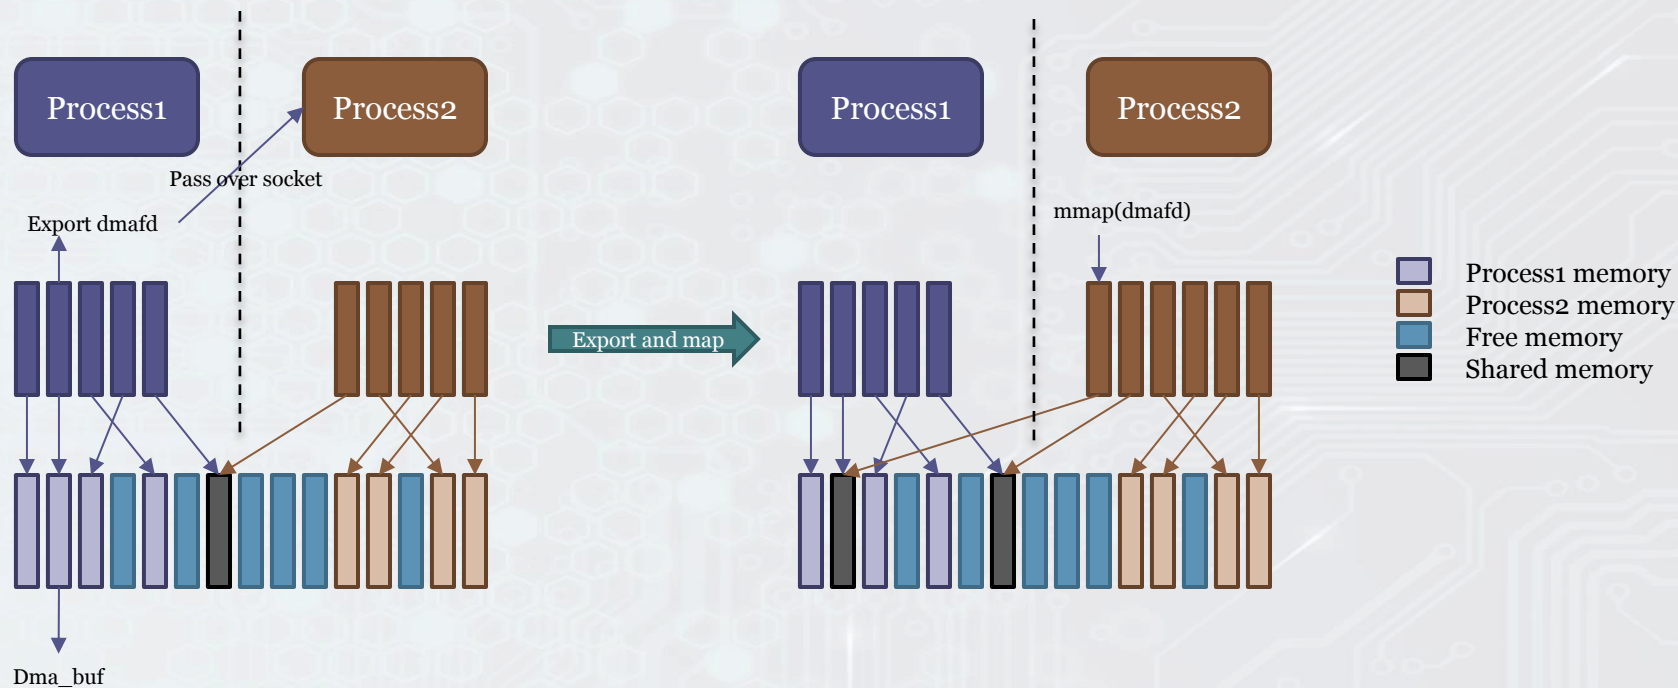 Process1
Process2
Pass over socket
Export dmafd
Dma_buf
Export and map
Process1
Process2
mmap(dmafd)
Process1 memory
Process2 memory
Free memory
Shared memory